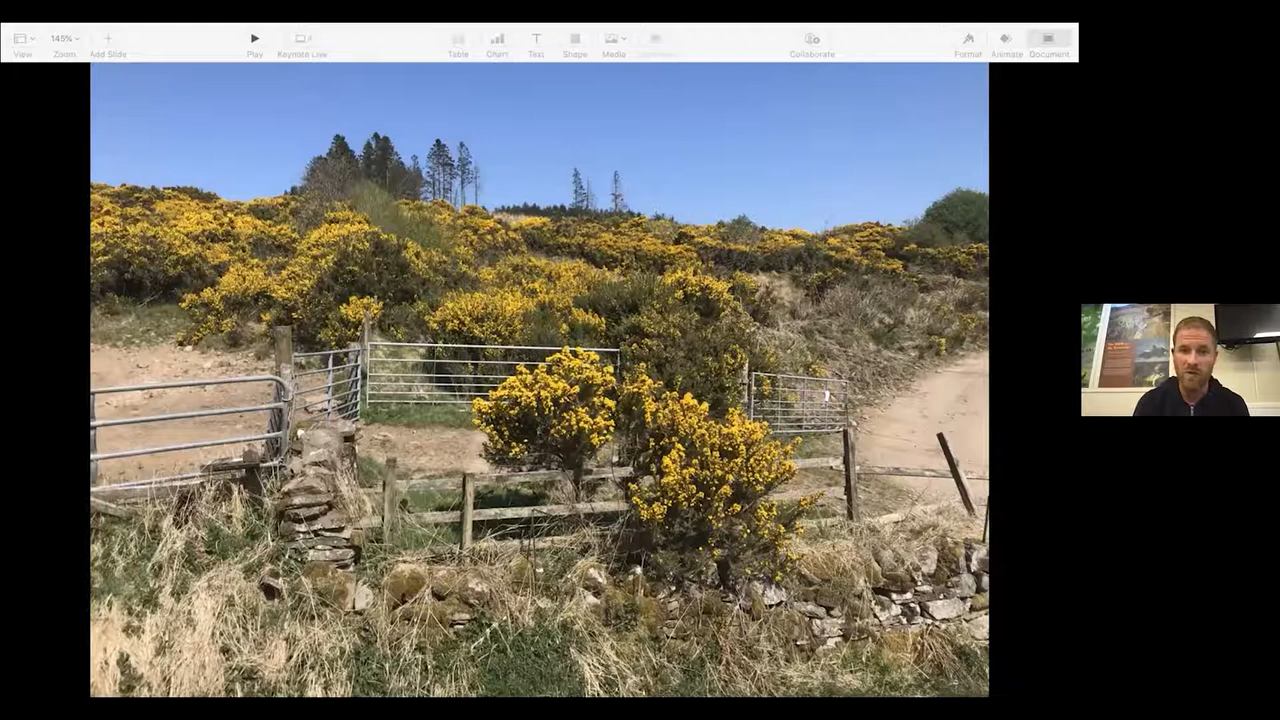 145%
View
Zoom
Add Slide
Play
Keynote Live
Table
Chart
Text
Shape
Media
Collaborate
Format
Animate
Document